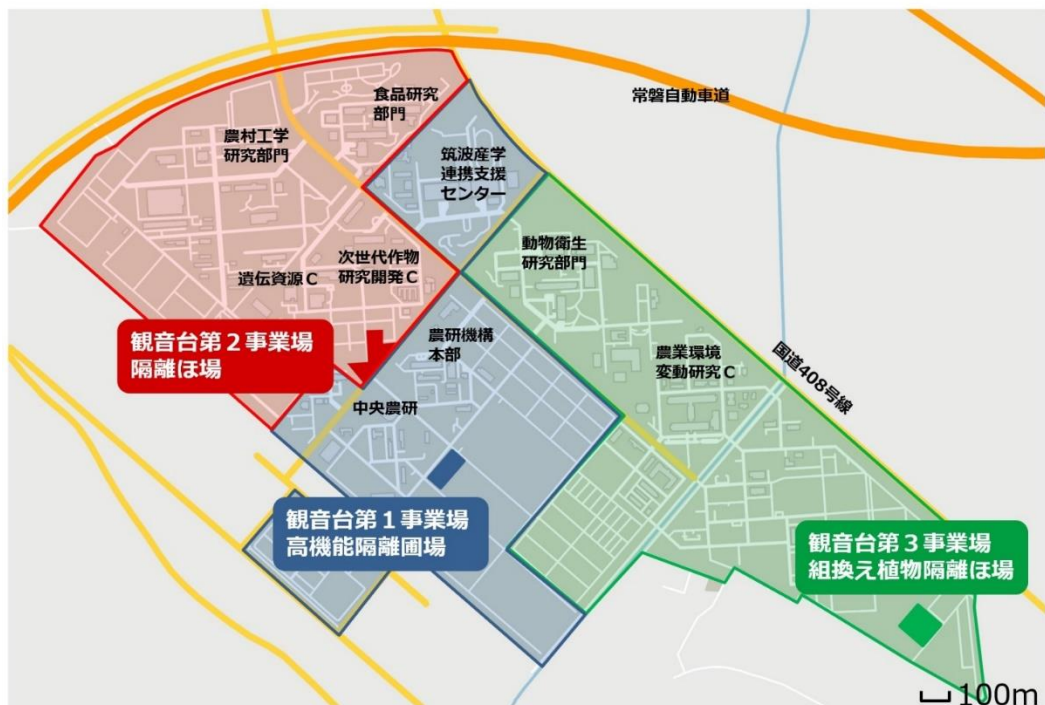 常磐自動車道
食品研究
部門
農村工学
研究部門
筑波産学
連携支援
センター
動物衛生
研究部門
次世代作物
研究開発C
遺伝資源C
観音台第2事業場
隔離ほ場
農研機構
本部
農業環境
変動研究C
国道408号線
中央農研
観音台第1事業場
高機能隔離圃場
観音台第3事業場
組換え植物隔離ほ場
100m